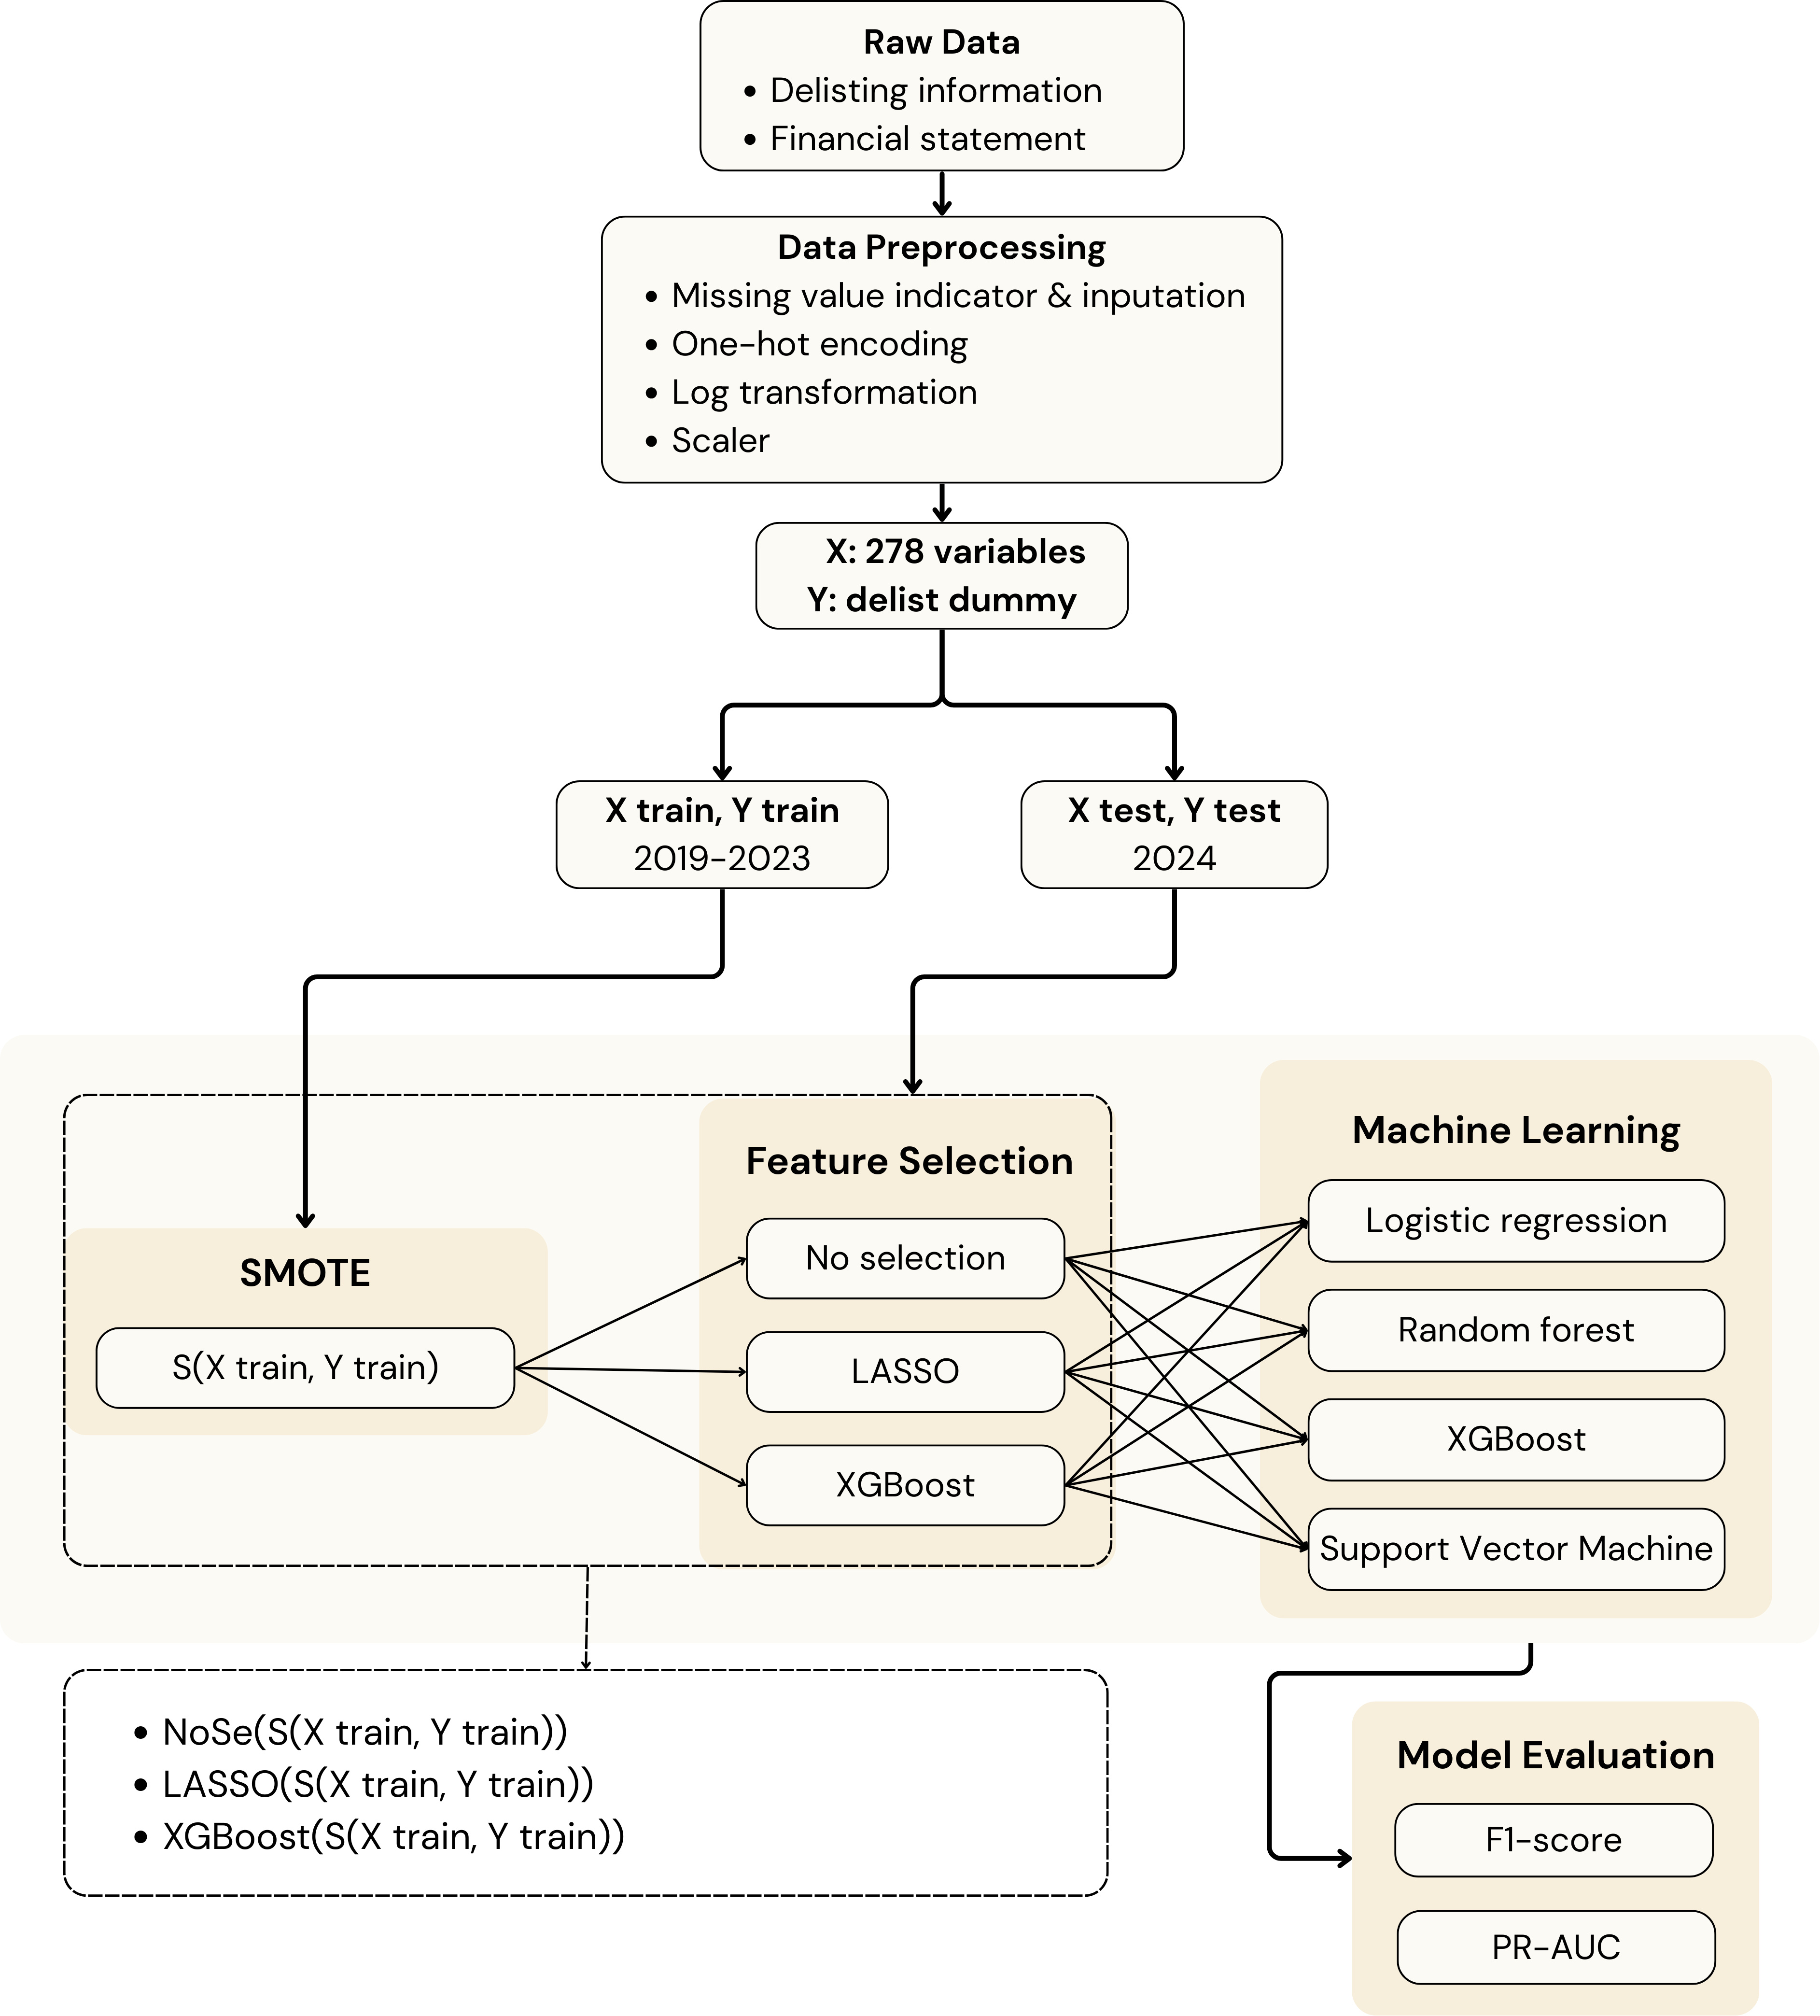 Raw Data
• Delisting information
• Financial statement
Data Preprocessing
• Missing value indicator & inputation
• One-hot encoding
• Log transformation
• Scaler
X: 278 variables
Y: delist dummy
X train, Y train
2019-2023
X test, Y test
2024
SMOTE
S(X train, Y train)
Feature Selection
No selection
LASSO
XGBoost
Machine Learning
Logistic regression
Random forest
XGBoost
Support Vector Machine
• NoSe(S(X train, Y train))
• LASSO(S(X train, Y train))
• XGBoost(S(X train, Y train))
Model Evaluation
F1-score
PR-AUC